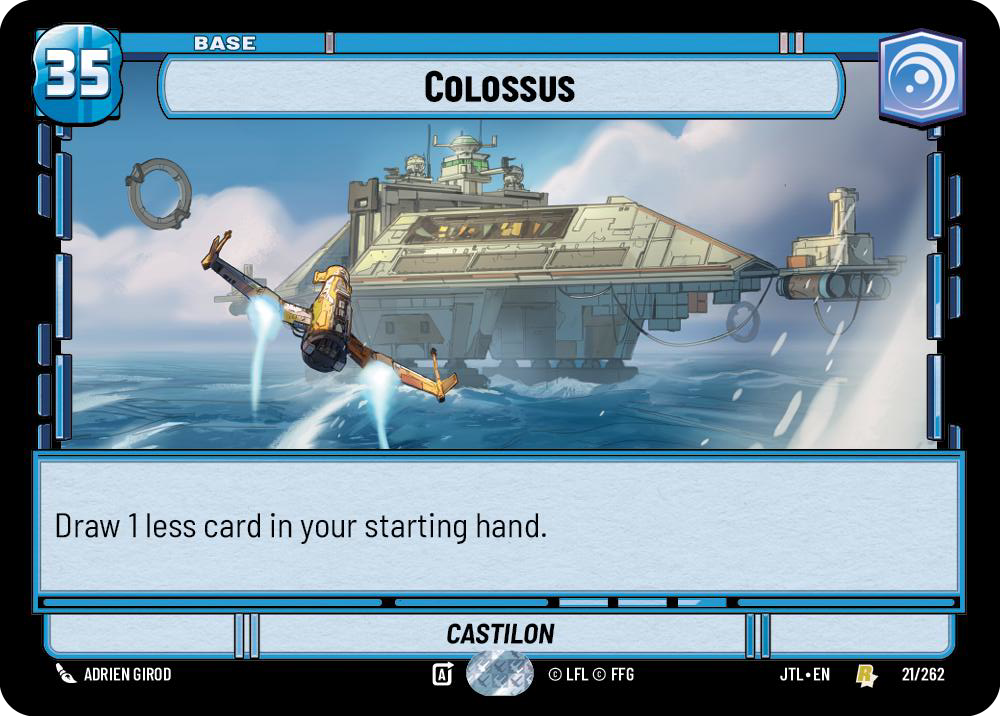 BASE
35
COLOSSUS
Draw 1 less card in your starting hand.
CASTILON
ADRIEN GIROD A © LFL © FFG JTL•EN R 21/262